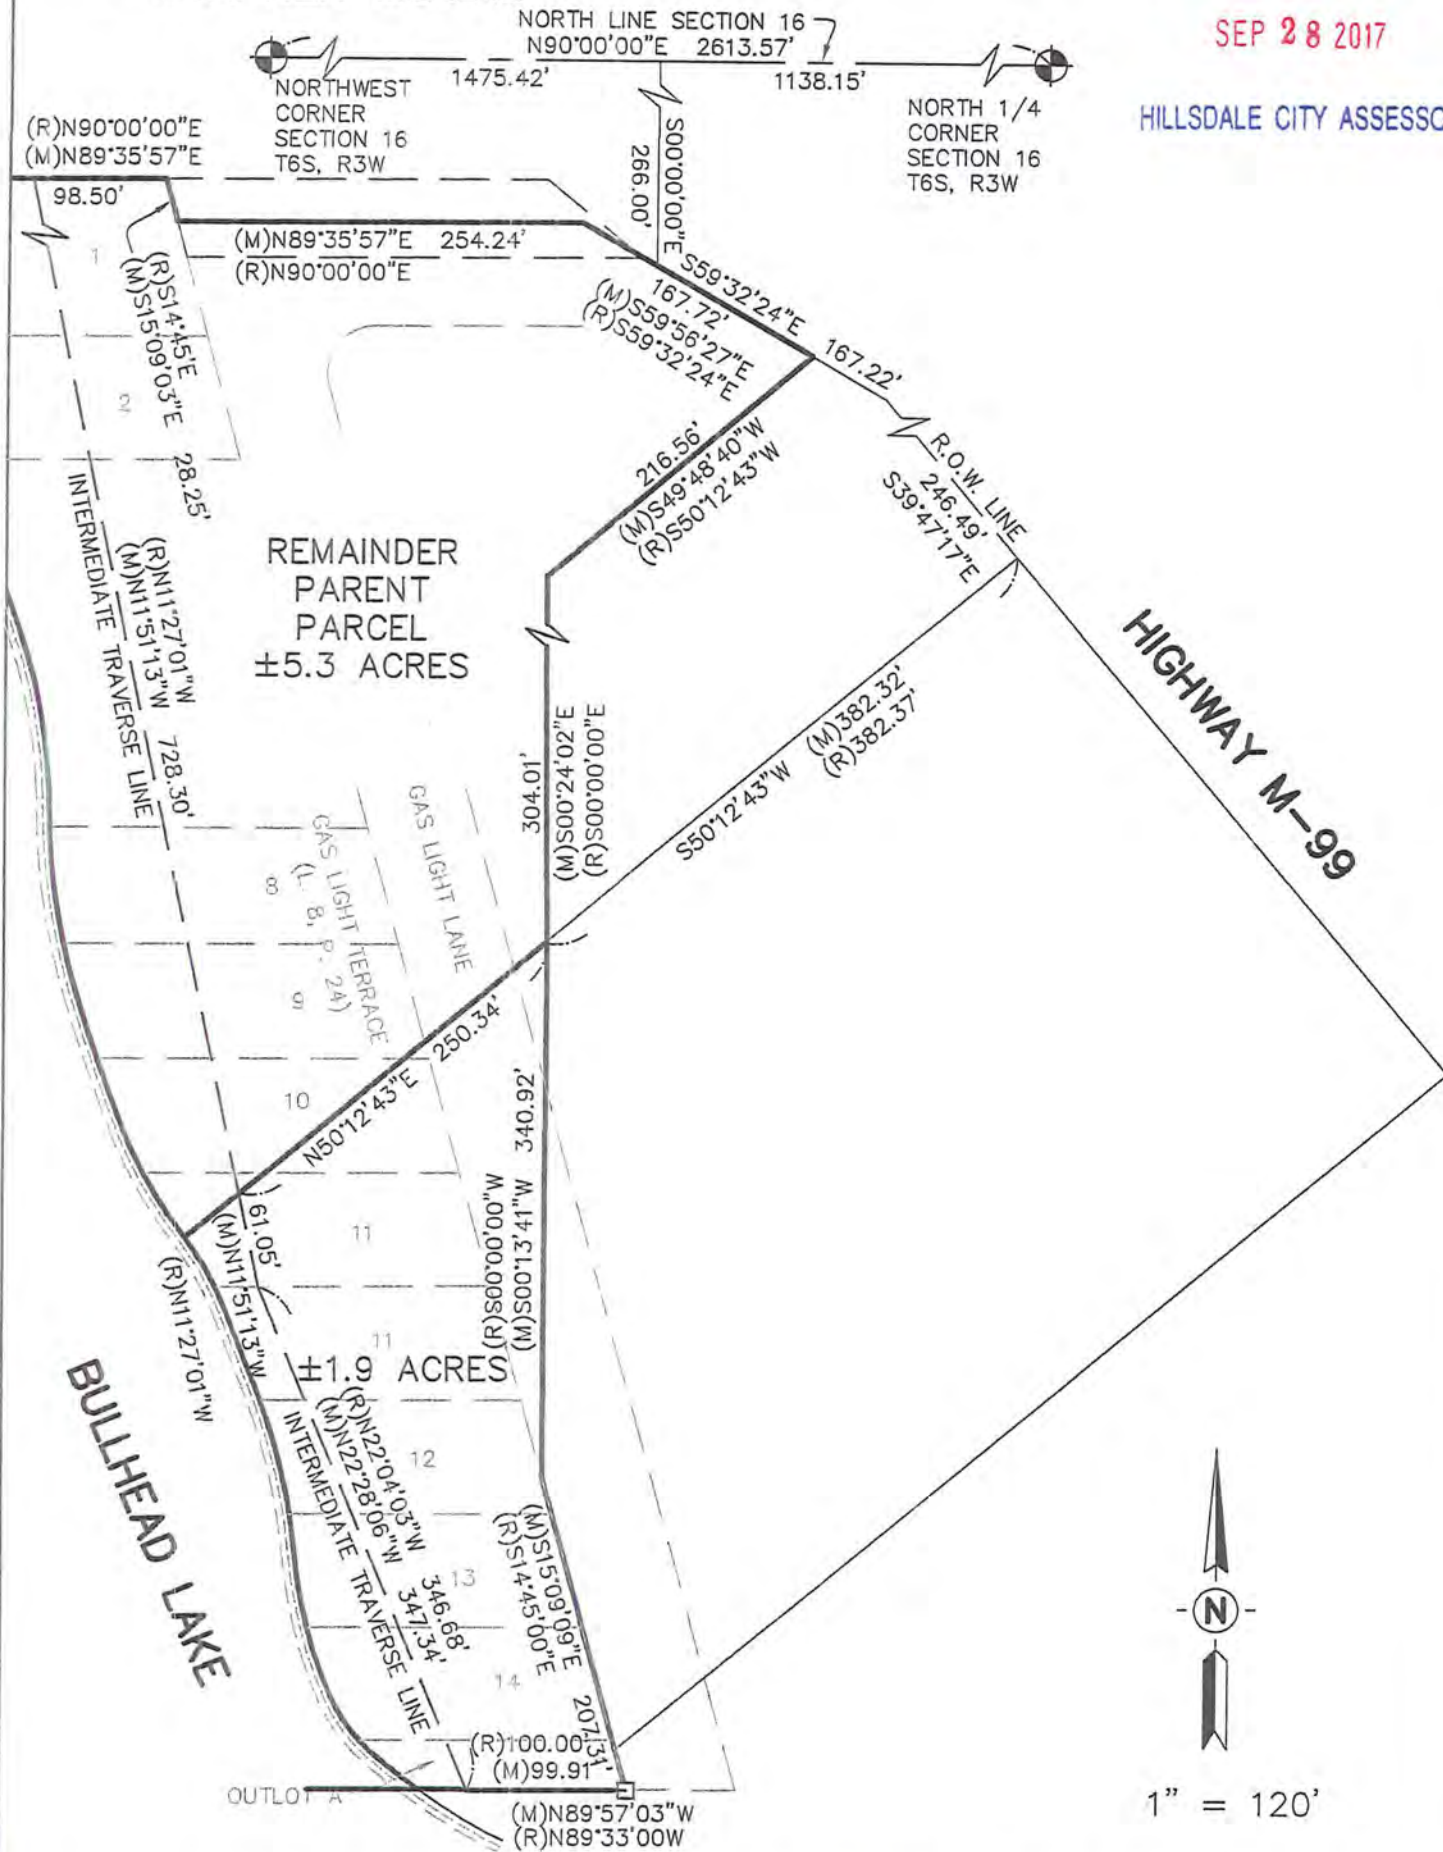 NORTH LINE SECTION 16
N90°00'00"E 2613.57'
SEP 28 2017
1475.42'
1138.15'
NORTHWEST
CORNER
SECTION 16
T6S, R3W
NORTH 1/4
CORNER
SECTION 16
T6S, R3W
HILLSDALE CITY ASSESSO
(R)N90°00'00"E
(M)N89°35'57"E
98.50'
S00°00'00"E
266.00'
(M)N89°35'57"E 254.24'
(R)N90°00'00"E
1
(R)S14°45'E
(M)S15°09'03"E 28.25'
S59°32'24"E
167.72'
(M)S59°56'27"E
(R)S59°32'24"E
167.22'
2
216.56'
(M)S49°48'40"W
(R)S50°12'43"W
R.O.W. LINE
246.49'
S39°47'17"E
REMAINDER
PARENT
PARCEL
±5.3 ACRES
(R)N11°27'01"W
(M)N11°51'13"W 728.30'
INTERMEDIATE TRAVERSE LINE
HIGHWAY M-99
304.01'
(M)S00°24'02"E
(R)S00°00'00"E
(M)382.32'
(R)382.37'
S50°12'43"W
GAS LIGHT LANE
GAS LIGHT TERRACE
(L. 8, P. 24)
8
9
10
N50°12'43"E 250.34'
340.92'
(R)S00°00'00"W
(M)S00°13'41"W
61.05'
(M)N11°51'13"W
(R)N11°27'01"W
11
11
±1.9 ACRES
BULLHEAD LAKE
(R)N22°04'03"W 346.68'
(M)N22°28'06"W 347.34'
INTERMEDIATE TRAVERSE LINE
12
13
14
(M)S15°09'09"E 207.31'
(R)S14°45'00"E
(R)100.00'
(M)99.91'
OUTLOT A
(M)N89°57'03"W
(R)N89°33'00W
N
1" = 120'